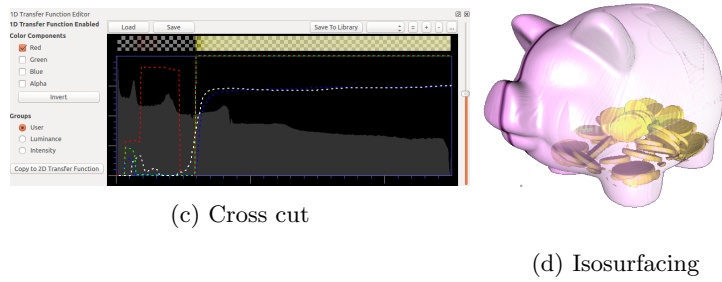 1D Transfer Function Editor
1D Transfer Function Enabled
Load
Save
Save To Library
=
+
-
...
Color Components
Red
Green
Blue
Alpha
Invert
Groups
User
Luminance
Intensity
Copy to 2D Transfer Function
(c) Cross cut
(d) Isosurfacing